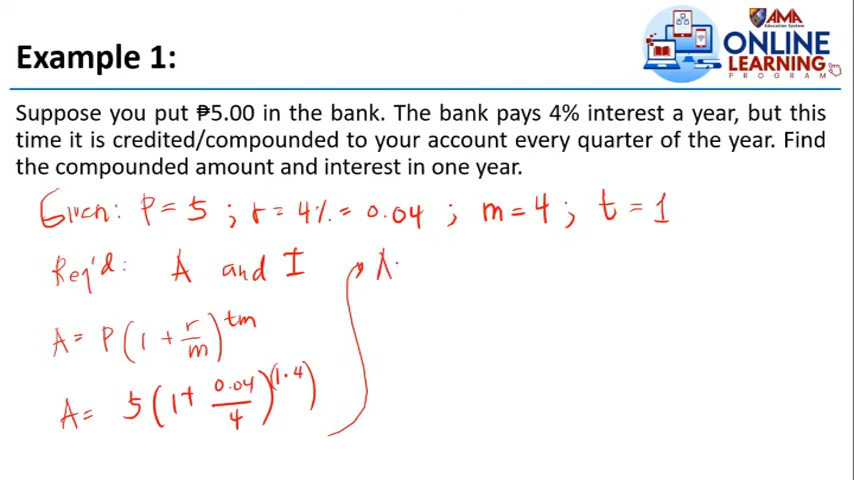 AMA
Education System
ONLINE
LEARNING
PROGRAM
Example 1:
Suppose you put ₱5.00 in the bank. The bank pays 4% interest a year, but this
time it is credited/compounded to your account every quarter of the year. Find
the compounded amount and interest in one year.
Given: P = 5 ; r = 4% = 0.04 ; m = 4 ; t = 1
Req'd: A and I
A = P(1 + r/m)^tm
A = 5(1 + 0.04/4)^(1·4)
A